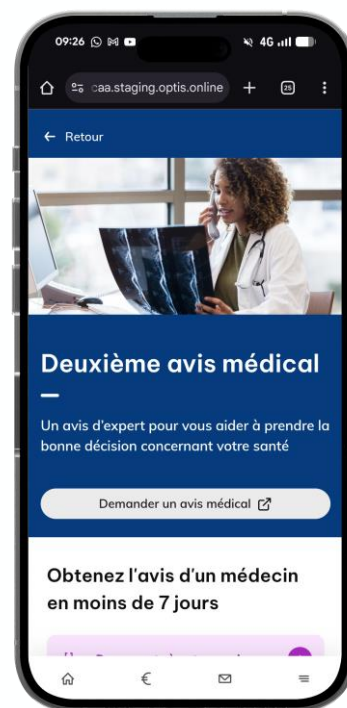 09:26 4G
caa.staging.optis.online 25
← Retour
Deuxième avis médical
Un avis d'expert pour vous aider à prendre la
bonne décision concernant votre santé
Demander un avis médical
Obtenez l'avis d'un médecin
en moins de 7 jours
€